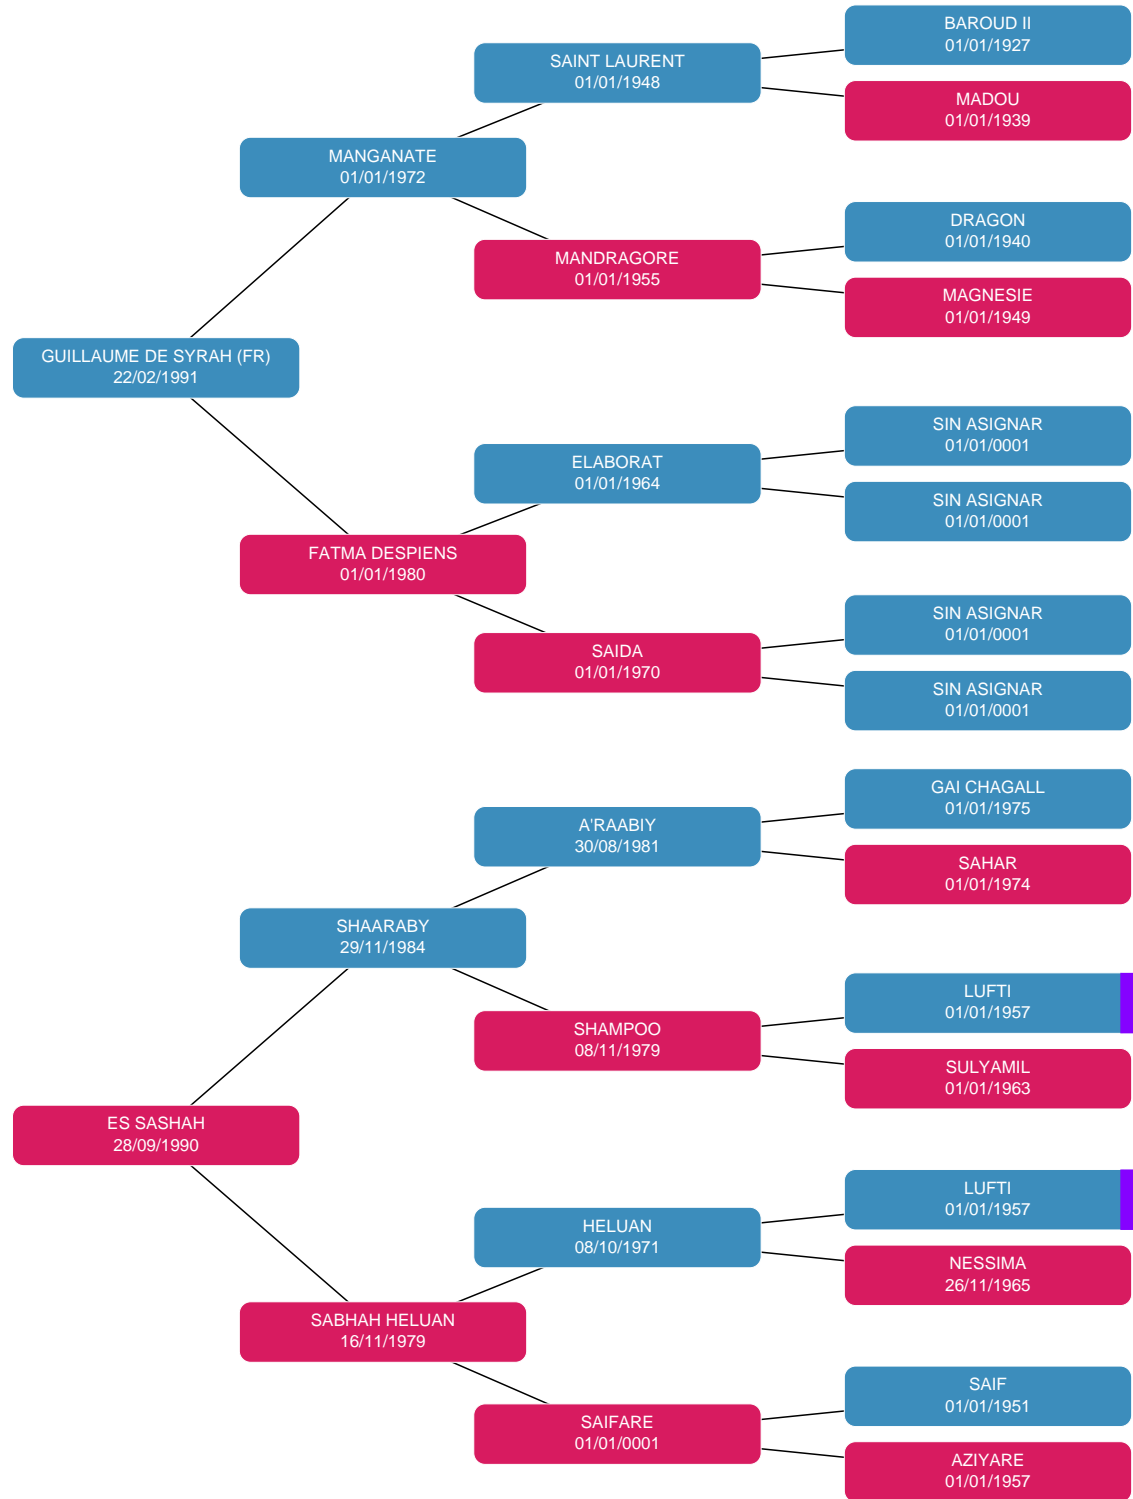 BAROUD II
01/01/1927
SAINT LAURENT
01/01/1948
MADOU
01/01/1939
MANGANATE
01/01/1972
DRAGON
01/01/1940
MANDRAGORE
01/01/1955
MAGNESIE
01/01/1949
GUILLAUME DE SYRAH (FR)
22/02/1991
SIN ASIGNAR
01/01/0001
ELABORAT
01/01/1964
SIN ASIGNAR
01/01/0001
FATMA DESPIENS
01/01/1980
SIN ASIGNAR
01/01/0001
SAIDA
01/01/1970
SIN ASIGNAR
01/01/0001
GAI CHAGALL
01/01/1975
A'RAABIY
30/08/1981
SAHAR
01/01/1974
SHAARABY
29/11/1984
LUFTI
01/01/1957
SHAMPOO
08/11/1979
SULYAMIL
01/01/1963
ES SASHAH
28/09/1990
LUFTI
01/01/1957
HELUAN
08/10/1971
NESSIMA
26/11/1965
SABHAH HELUAN
16/11/1979
SAIF
01/01/1951
SAIFARE
01/01/0001
AZIYARE
01/01/1957